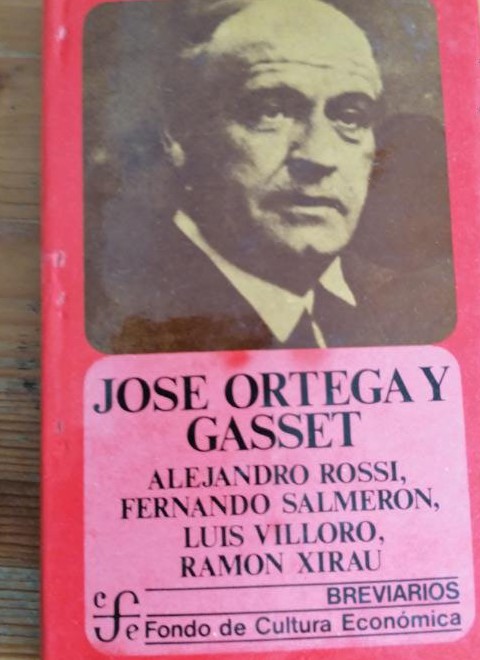 JOSE ORTEGA Y
GASSET
ALEJANDRO ROSSI,
FERNANDO SALMERON,
LUIS VILLORO,
RAMON XIRAU
BREVIARIOS
cfe Fondo de Cultura Económica